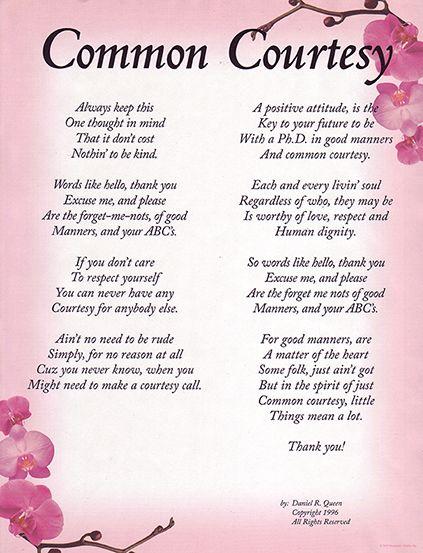 Common Courtesy
Always keep this
One thought in mind
That it don't cost
Nothin' to be kind.
Words like hello, thank you
Excuse me, and please
Are the forget-me-nots, of good
Manners, and your ABC's.
If you don't care
To respect yourself
You can never have any
Courtesy for anybody else.
Ain't no need to be rude
Simply, for no reason at all
Cuz you never know, when you
Might need to make a courtesy call.
A positive attitude, is the
Key to your future to be
With a Ph.D. in good manners
And common courtesy.
Each and every livin' soul
Regardless of who, they may be
Is worthy of love, respect and
Human dignity.
So words like hello, thank you
Excuse me, and please
Are the forget me nots of good
Manners, and your ABC's.
For good manners, are
A matter of the heart
Some folk, just ain't got
But in the spirit of just
Common courtesy, little
Things mean a lot.
Thank you!
by: Daniel R. Queen
Copyright 1996
All Rights Reserved